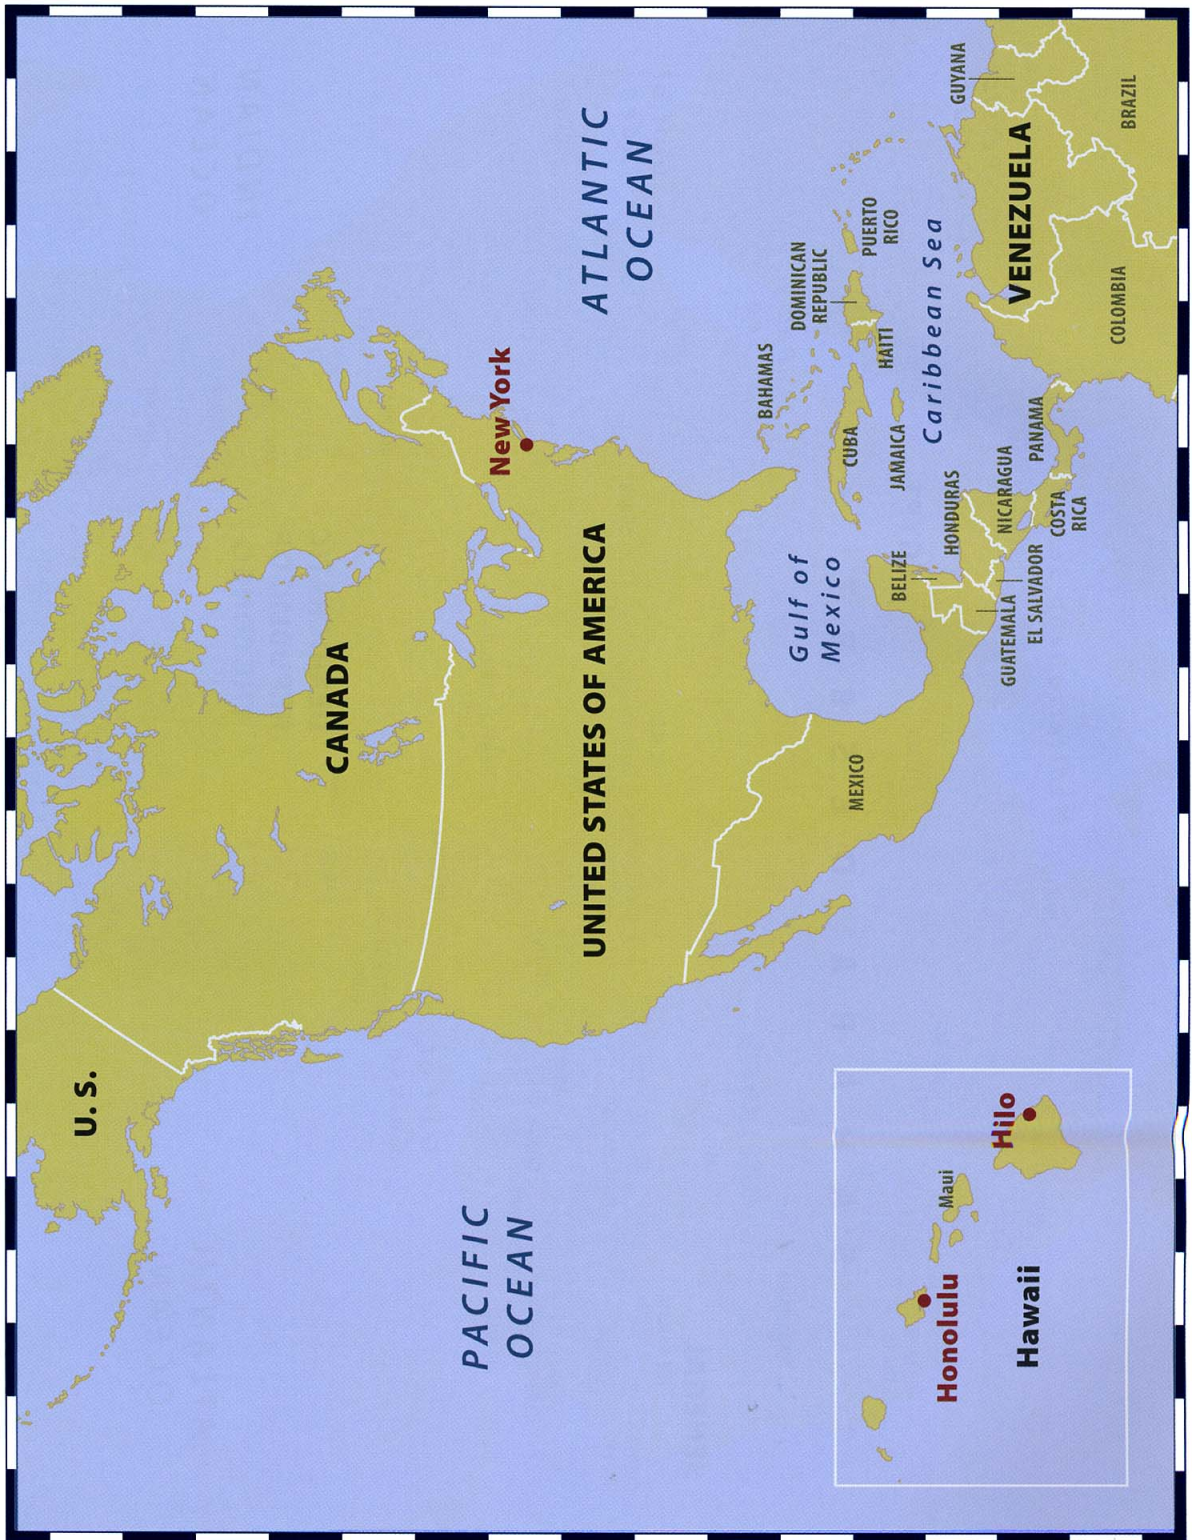 U. S.
CANADA
PACIFIC
OCEAN
New York
UNITED STATES OF AMERICA
ATLANTIC
OCEAN
Gulf of
Mexico
MEXICO
BAHAMAS
CUBA
DOMINICAN
REPUBLIC
HAITI
PUERTO
RICO
JAMAICA
Caribbean Sea
BELIZE
HONDURAS
GUATEMALA
EL SALVADOR
NICARAGUA
COSTA
RICA
PANAMA
GUYANA
VENEZUELA
COLOMBIA
BRAZIL
Honolulu
Maui
Hilo
Hawaii